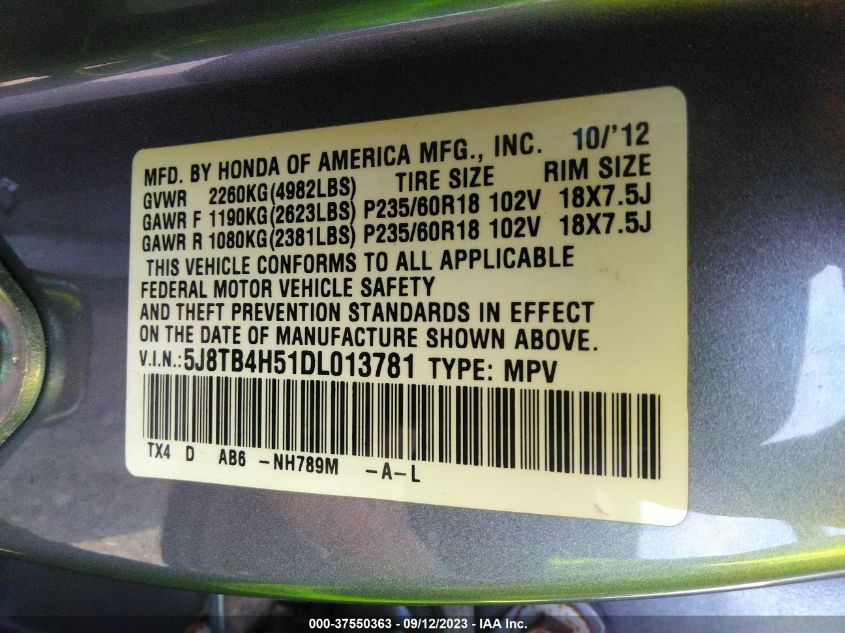 MFD. BY HONDA OF AMERICA MFG., INC. 10/'12
GVWR 2260KG(4982LBS) TIRE SIZE RIM SIZE
GAWR F 1190KG(2623LBS) P235/60R18 102V 18X7.5J
GAWR R 1080KG(2381LBS) P235/60R18 102V 18X7.5J
THIS VEHICLE CONFORMS TO ALL APPLICABLE
FEDERAL MOTOR VEHICLE SAFETY
AND THEFT PREVENTION STANDARDS IN EFFECT
ON THE DATE OF MANUFACTURE SHOWN ABOVE.
V.I.N.:5J8TB4H51DL013781 TYPE: MPV
TX4 D AB6 -NH789M -A-L
000-37550363 - 09/12/2023 - IAA Inc.